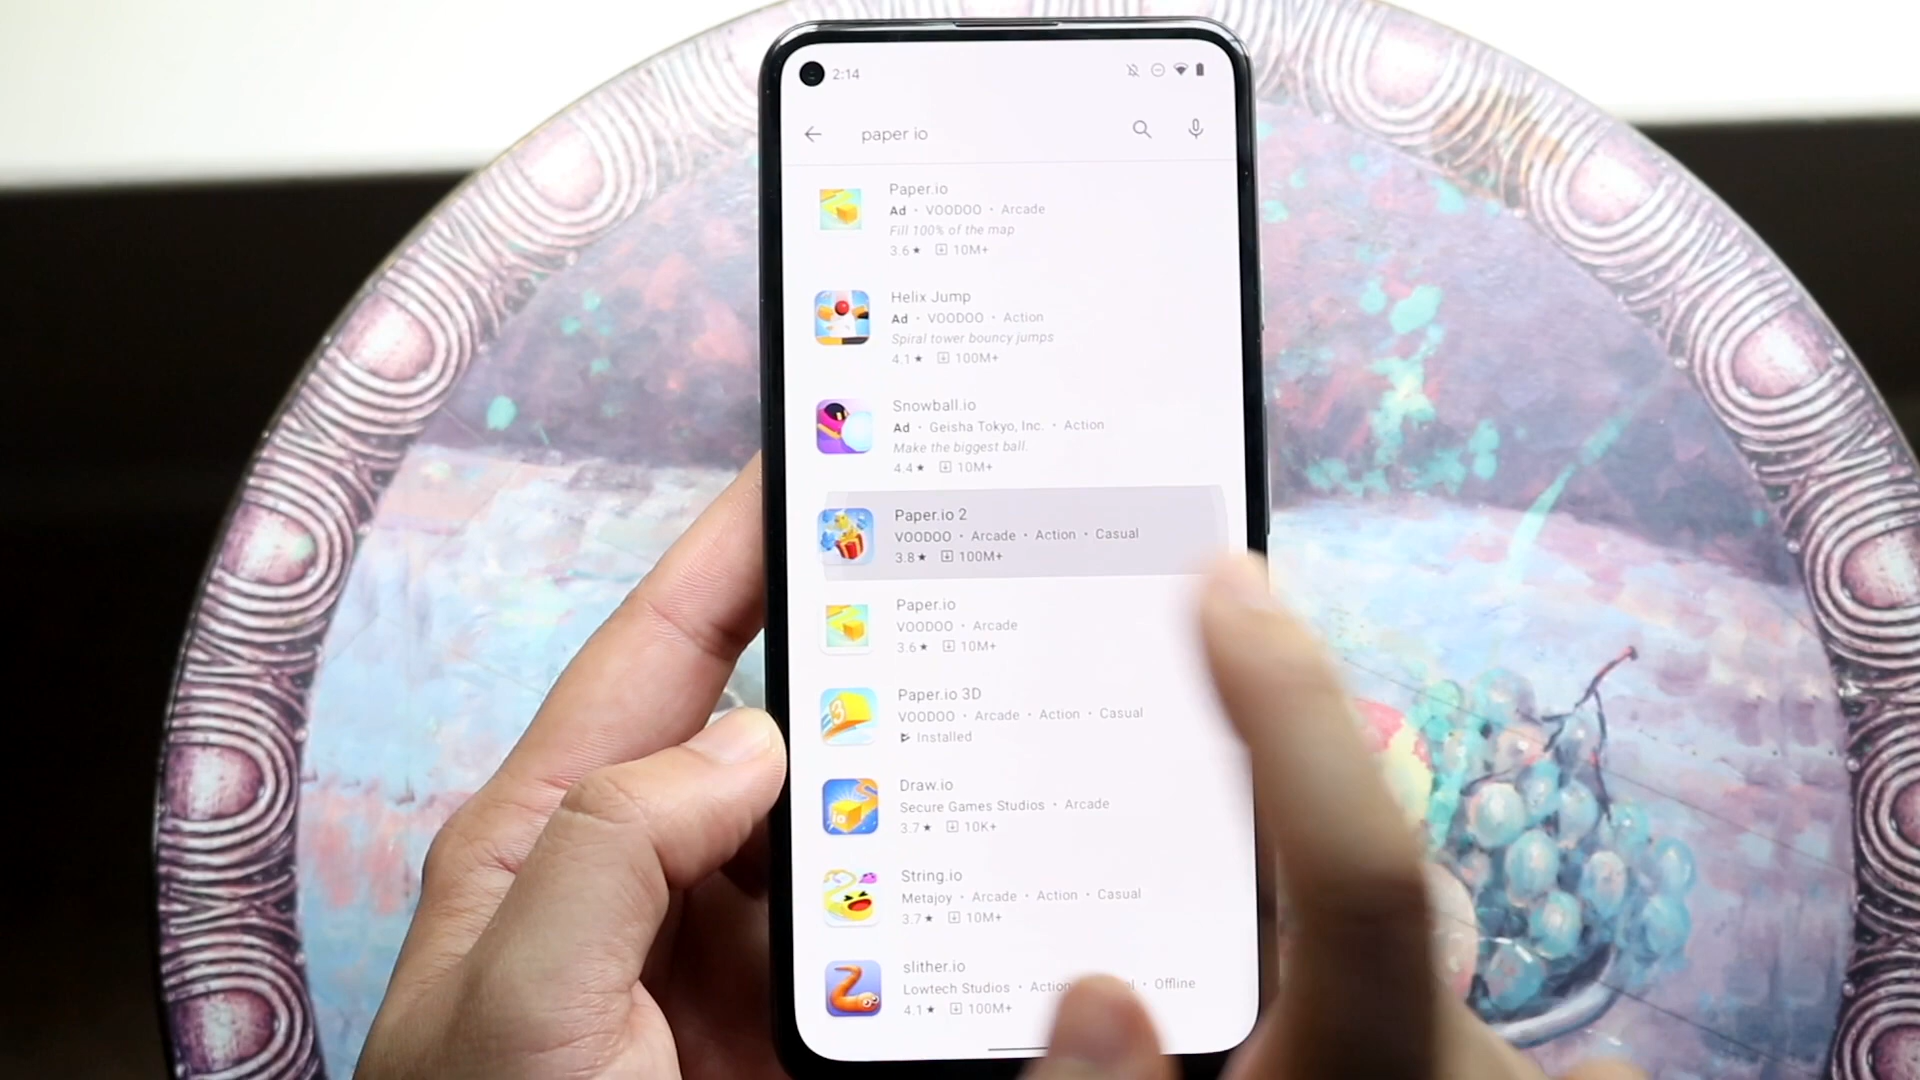 2:14
paper io
Paper.io
Ad • VOODOO • Arcade
Fill 100% of the map
3.6★ 10M+
Helix Jump
Ad • VOODOO • Action
Spiral tower bouncy jumps
4.1★ 100M+
Snowball.io
Ad • Geisha Tokyo, Inc. • Action
Make the biggest ball.
4.4★ 10M+
Paper.io 2
VOODOO • Arcade • Action • Casual
3.8★ 100M+
Paper.io
VOODOO • Arcade
3.6★ 10M+
Paper.io 3D
VOODOO • Arcade • Action • Casual
Installed
3
Draw.io
Secure Games Studios • Arcade
3.7★ 10K+
io
String.io
Metajoy • Arcade • Action • Casual
3.7★ 10M+
slither.io
Lowtech Studios • Action • Offline
4.1★ 100M+